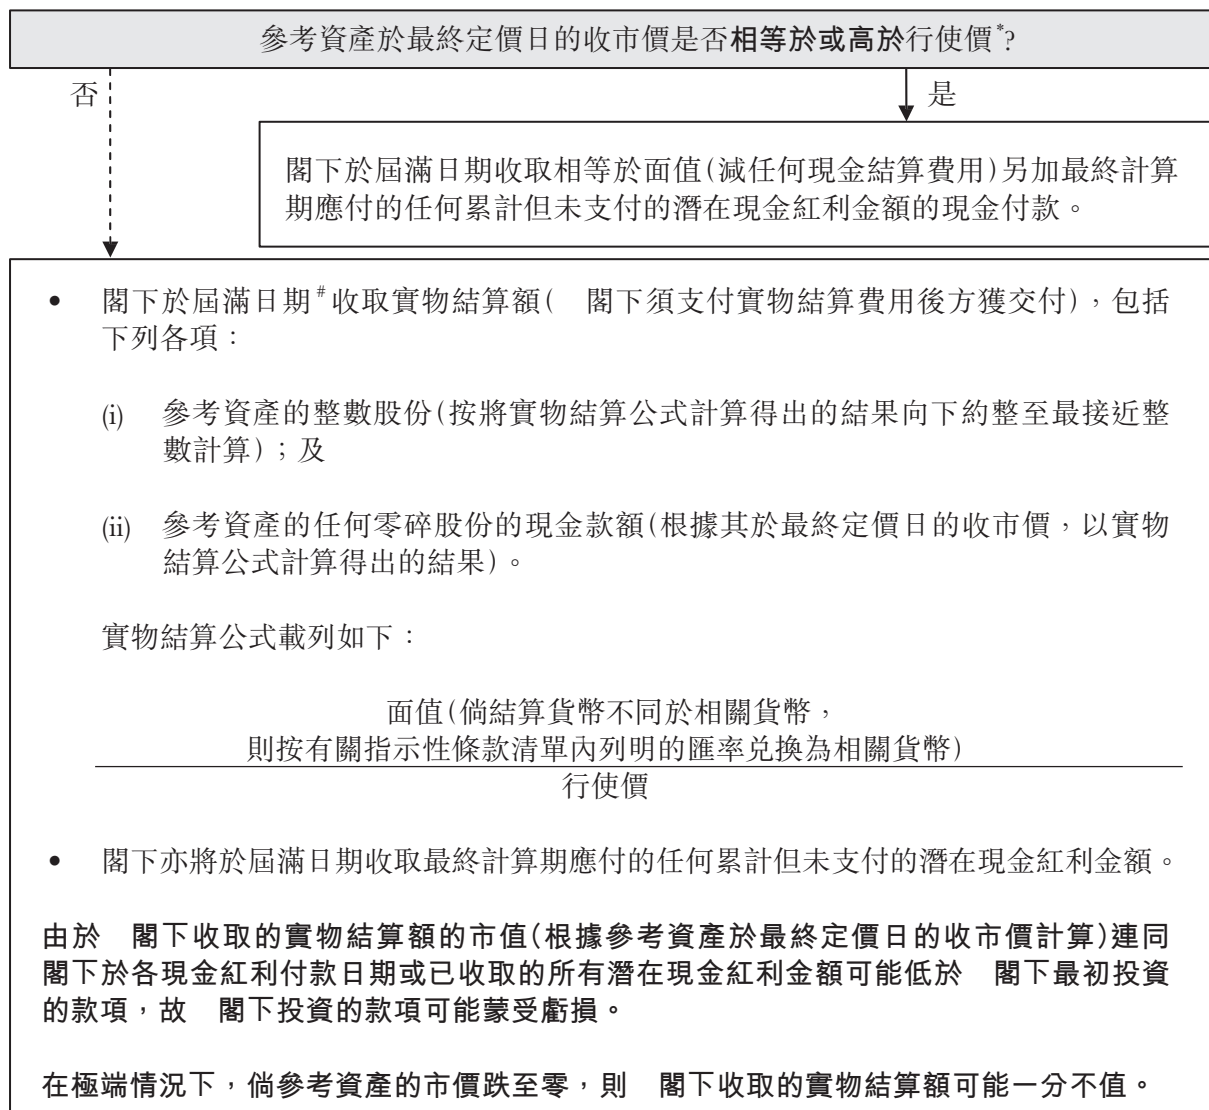 參考資產於最終定價日的收市價是否相等於或高於行使價*?
否
是
閣下於屆滿日期收取相等於面值(減任何現金結算費用)另加最終計算
期應付的任何累計但未支付的潛在現金紅利金額的現金付款。
• 閣下於屆滿日期#收取實物結算額( 閣下須支付實物結算費用後方獲交付),包括
下列各項:
(i) 參考資產的整數股份(按將實物結算公式計算得出的結果向下約整至最接近整
數計算);及
(ii) 參考資產的任何零碎股份的現金款額(根據其於最終定價日的收市價,以實物
結算公式計算得出的結果)。
實物結算公式載列如下:
面值(倘結算貨幣不同於相關貨幣,
則按有關指示性條款清單內列明的匯率兌換為相關貨幣)
行使價
• 閣下亦將於屆滿日期收取最終計算期應付的任何累計但未支付的潛在現金紅利金額。
由於 閣下收取的實物結算額的市值(根據參考資產於最終定價日的收市價計算)連同
閣下於各現金紅利付款日期或已收取的所有潛在現金紅利金額可能低於 閣下最初投資
的款項,故 閣下投資的款項可能蒙受虧損。
在極端情況下,倘參考資產的市價跌至零,則 閣下收取的實物結算額可能一分不值。